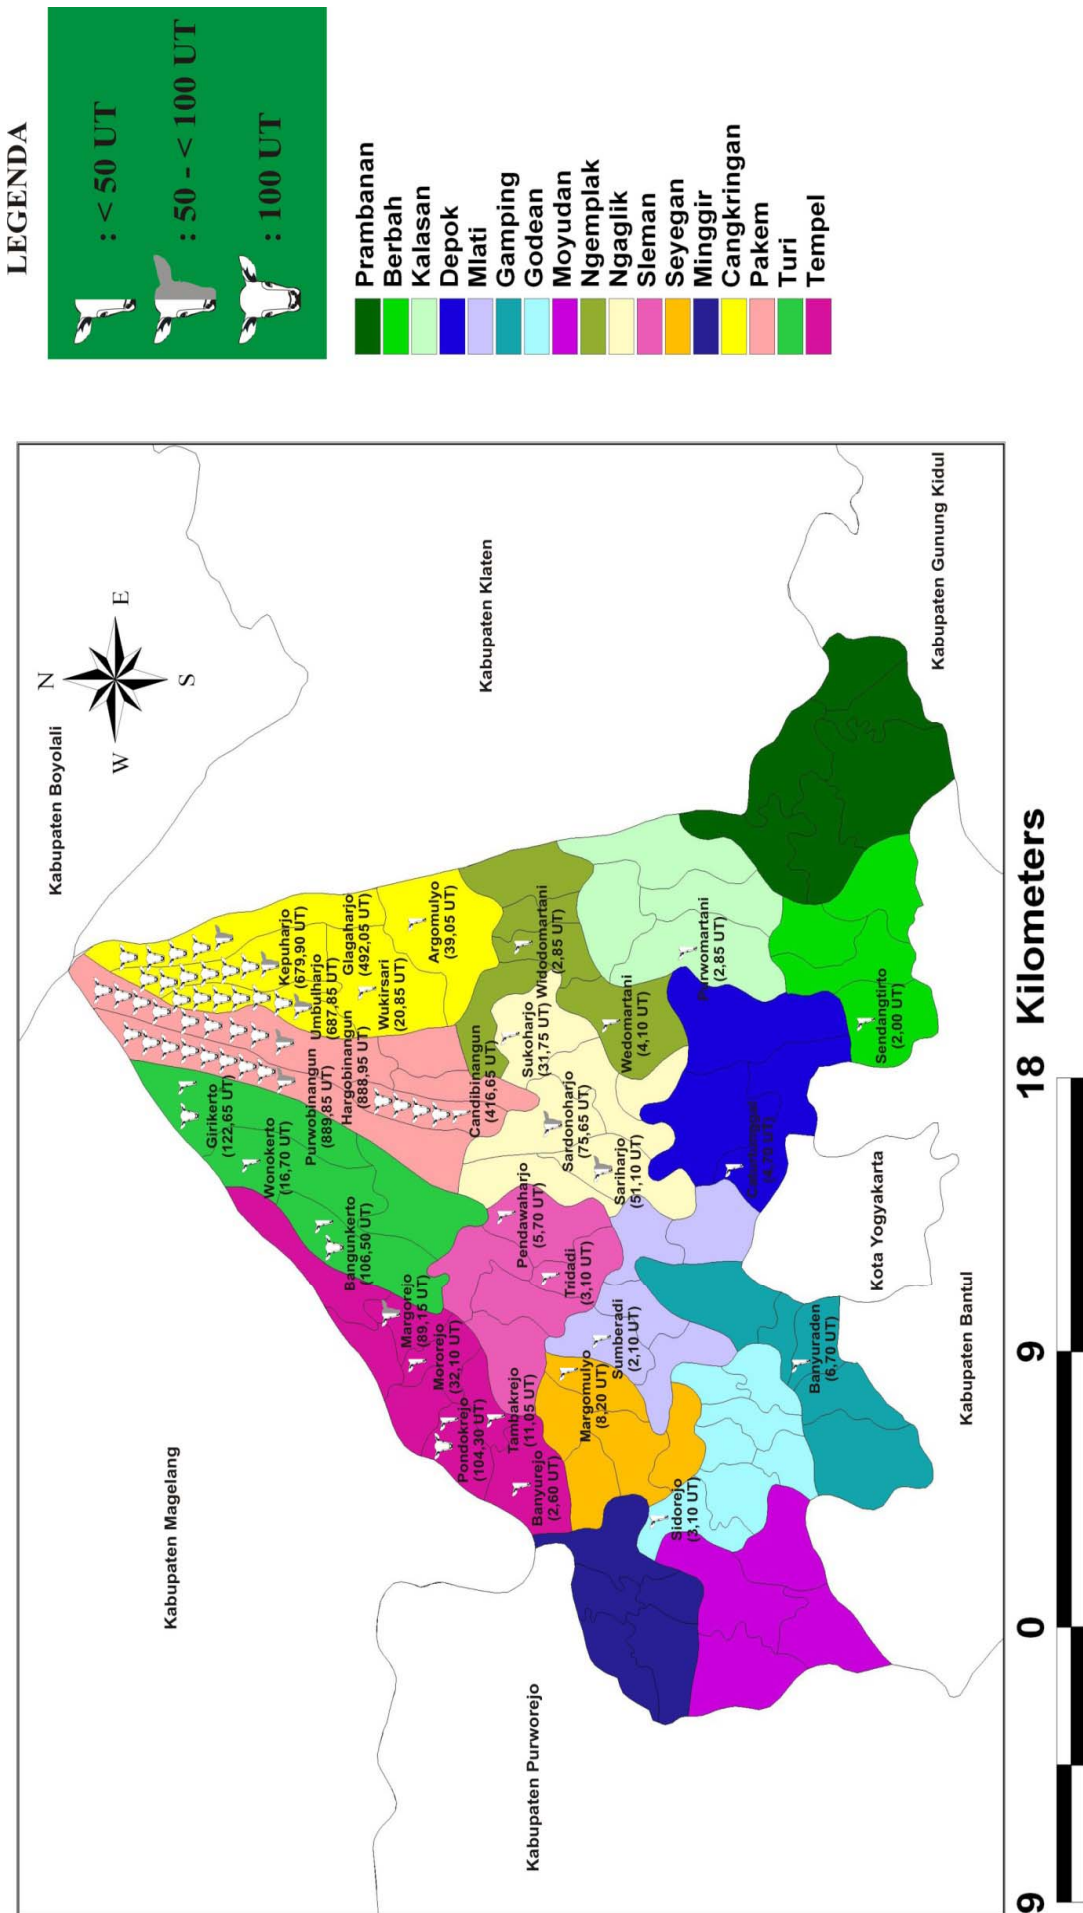 LEGENDA
: < 50 UT
: 50 - < 100 UT
: 100 UT
Prambanan
Berbah
Kalasan
Depok
Mlati
Gamping
Godean
Moyudan
Ngemplak
Ngaglik
Sleman
Seyegan
Minggir
Cangkringan
Pakem
Turi
Tempel
Kabupaten Boyolali
N
W
E
S
Kabupaten Magelang
Kabupaten Klaten
Kabupaten Purworejo
Kabupaten Gunung Kidul
Kabupaten Bantul
Kota Yogyakarta
Girikerto
(122,65 UT)
Wonokerto
(16,70 UT)
Bangunkerto
(106,50 UT)
Purwobinangun
(889,85 UT)
Hargobinangun
(888,95 UT)
Candibinangun
(416,65 UT)
Kepuharjo
(679,90 UT)
Umbulharjo
(687,85 UT)
Glagaharjo
(492,05 UT)
Wukirsari
(20,85 UT)
Argomulyo
(39,05 UT)
Margorejo
(89,15 UT)
Mororejo
(32,10 UT)
Pondokrejo
(104,30 UT)
Tambakrejo
(11,05 UT)
Banyurejo
(2,60 UT)
Pendawaharjo
(5,70 UT)
Tridadi
(3,10 UT)
Sukoharjo
(31,75 UT)
Sardonoharjo
(75,65 UT)
Sariharjo
(51,10 UT)
Widodomartani
(2,85 UT)
Wedomartani
(4,10 UT)
Purwomartani
(2,85 UT)
Margomulyo
(8,20 UT)
Sumberadi
(2,10 UT)
Sidorejo
(3,10 UT)
Banyuraden
(6,70 UT)
Caturtunggal
(4,70 UT)
Sendangtirto
(2,00 UT)
9
0
9
18 Kilometers